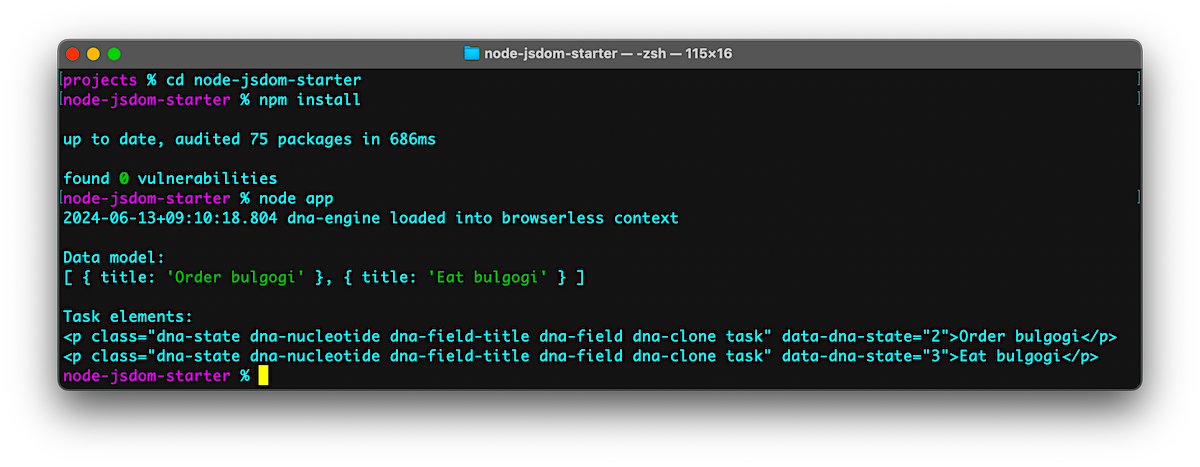 node-jsdom-starter — -zsh — 115×16
[projects % cd node-jsdom-starter ]
[node-jsdom-starter % npm install ]
up to date, audited 75 packages in 686ms
found 0 vulnerabilities
[node-jsdom-starter % node app ]
2024-06-13+09:10:18.804 dna-engine loaded into browserless context
Data model:
[ { title: 'Order bulgogi' }, { title: 'Eat bulgogi' } ]
Task elements:
<p class="dna-state dna-nucleotide dna-field-title dna-field dna-clone task" data-dna-state="2">Order bulgogi</p>
<p class="dna-state dna-nucleotide dna-field-title dna-field dna-clone task" data-dna-state="3">Eat bulgogi</p>
node-jsdom-starter %